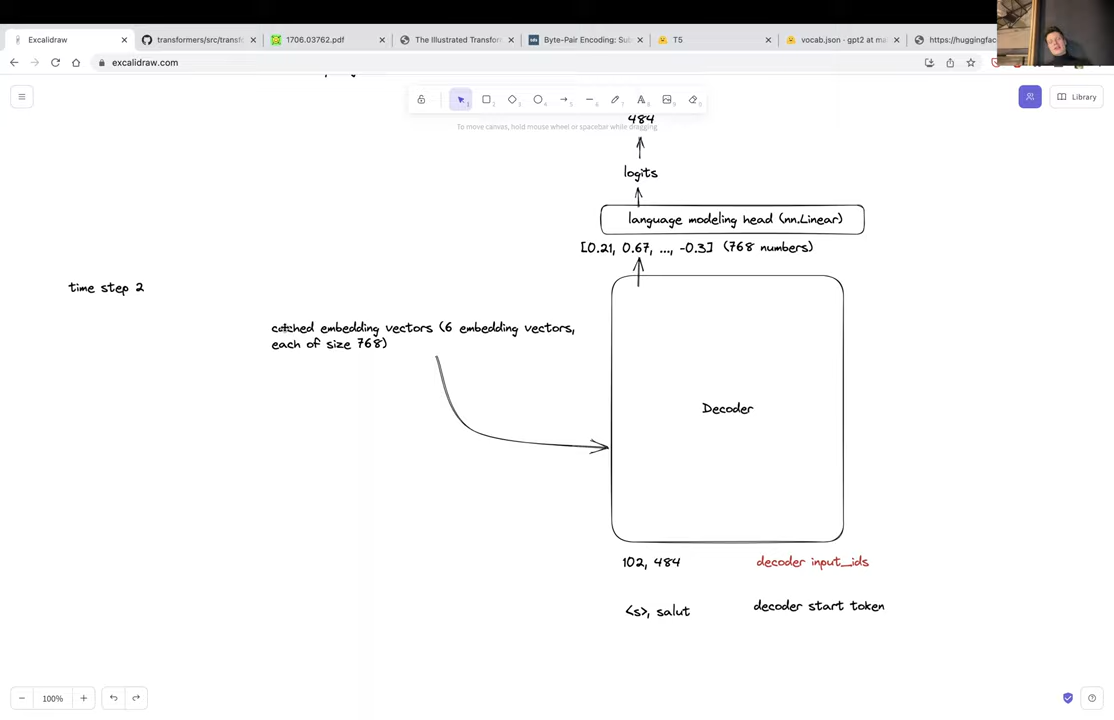 Excalidraw
transformers/src/transf
1706.03762.pdf
The Illustrated Transfor
Byte-Pair Encoding: Sub
T5
vocab.json · gpt2 at ma
https://huggingfac
excalidraw.com
Library
To move canvas, hold mouse wheel or spacebar while dragging
484
logits
language modeling head (nn.Linear)
[0.21, 0.67, ..., -0.3] (768 numbers)
time step 2
catched embedding vectors (6 embedding vectors,
each of size 768)
Decoder
102, 484
decoder input_ids
<s>, salut
decoder start token
100%